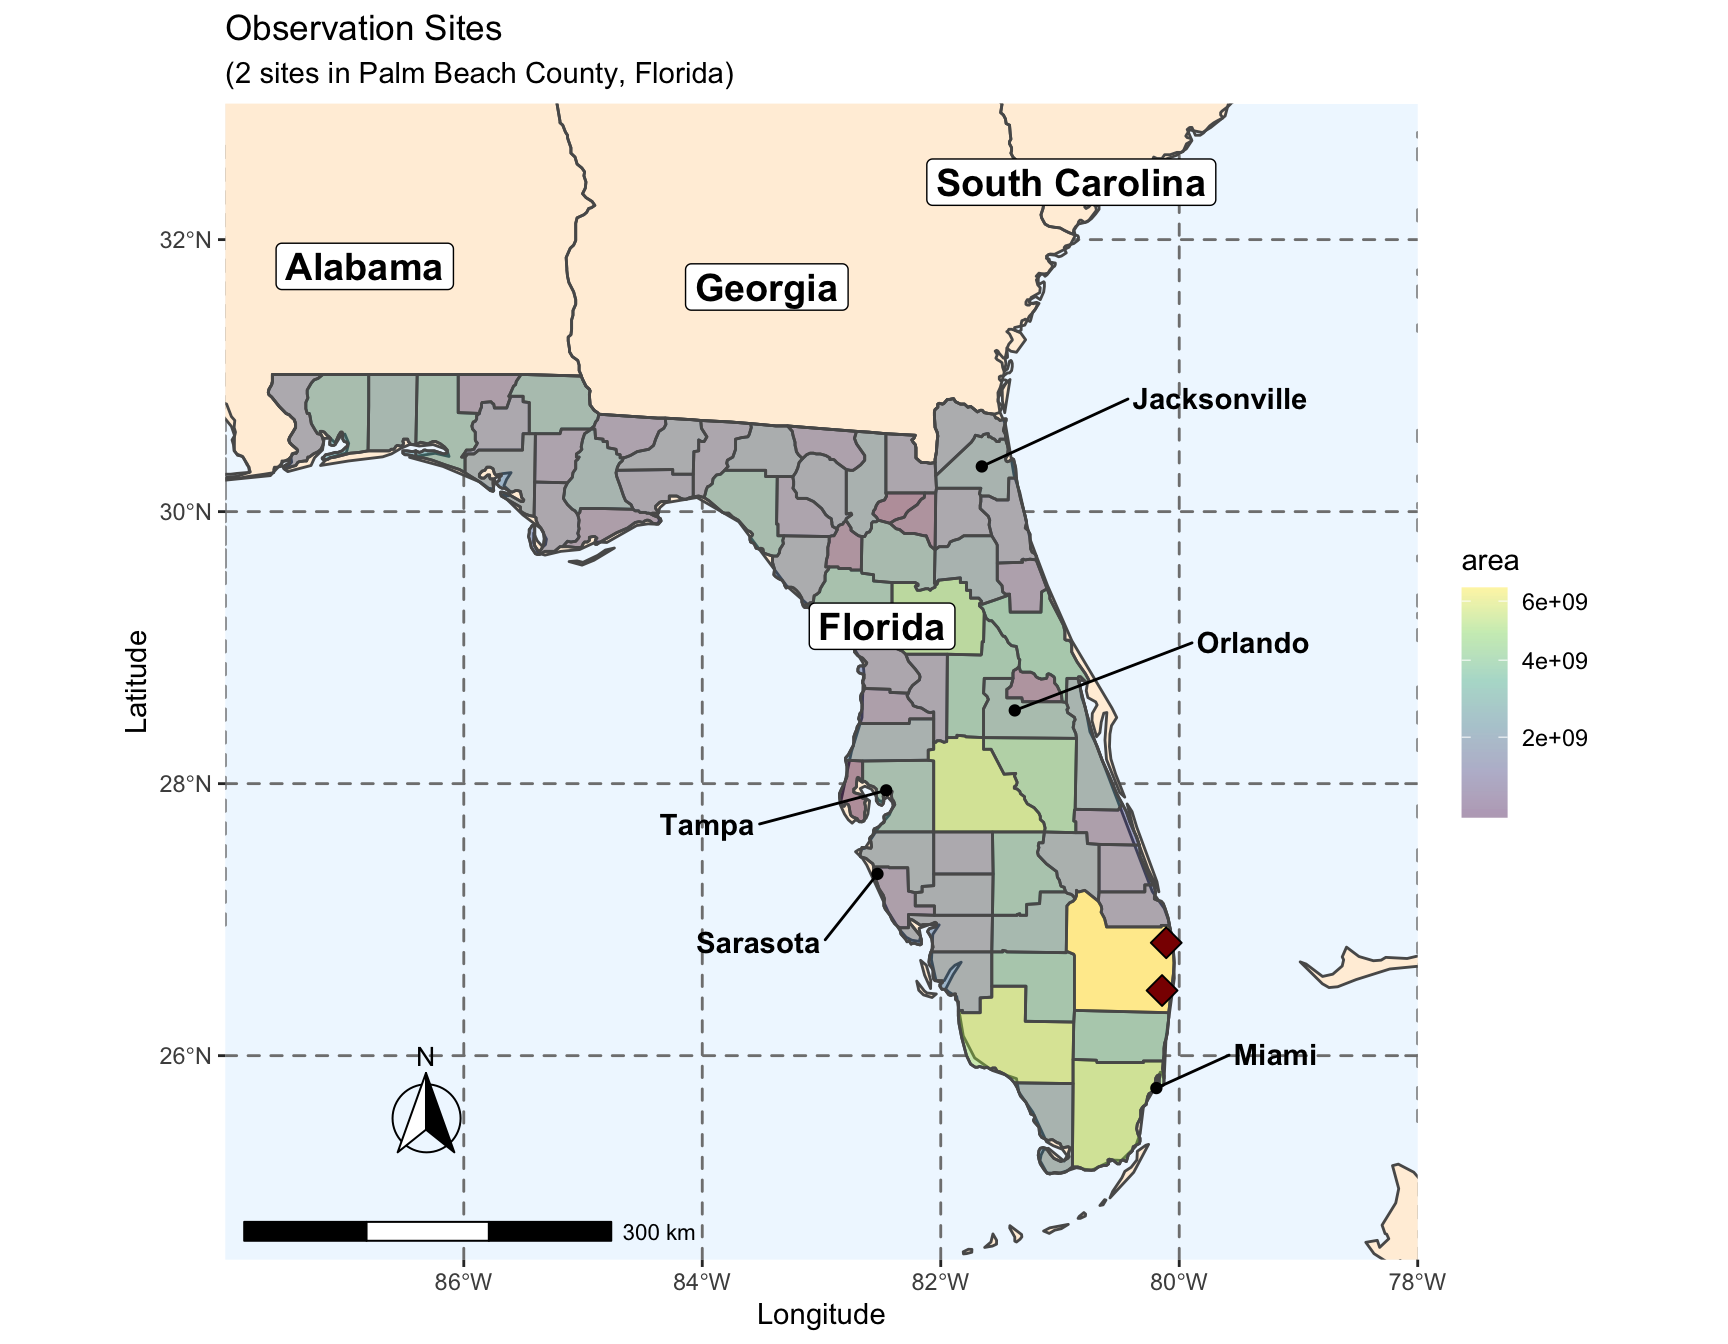 Observation Sites
(2 sites in Palm Beach County, Florida)
South Carolina
Alabama
Georgia
Jacksonville
Florida
Orlando
Tampa
Sarasota
Miami
N
300 km
32°N
30°N
28°N
26°N
Latitude
86°W
84°W
82°W
80°W
78°W
Longitude
area
6e+09
4e+09
2e+09